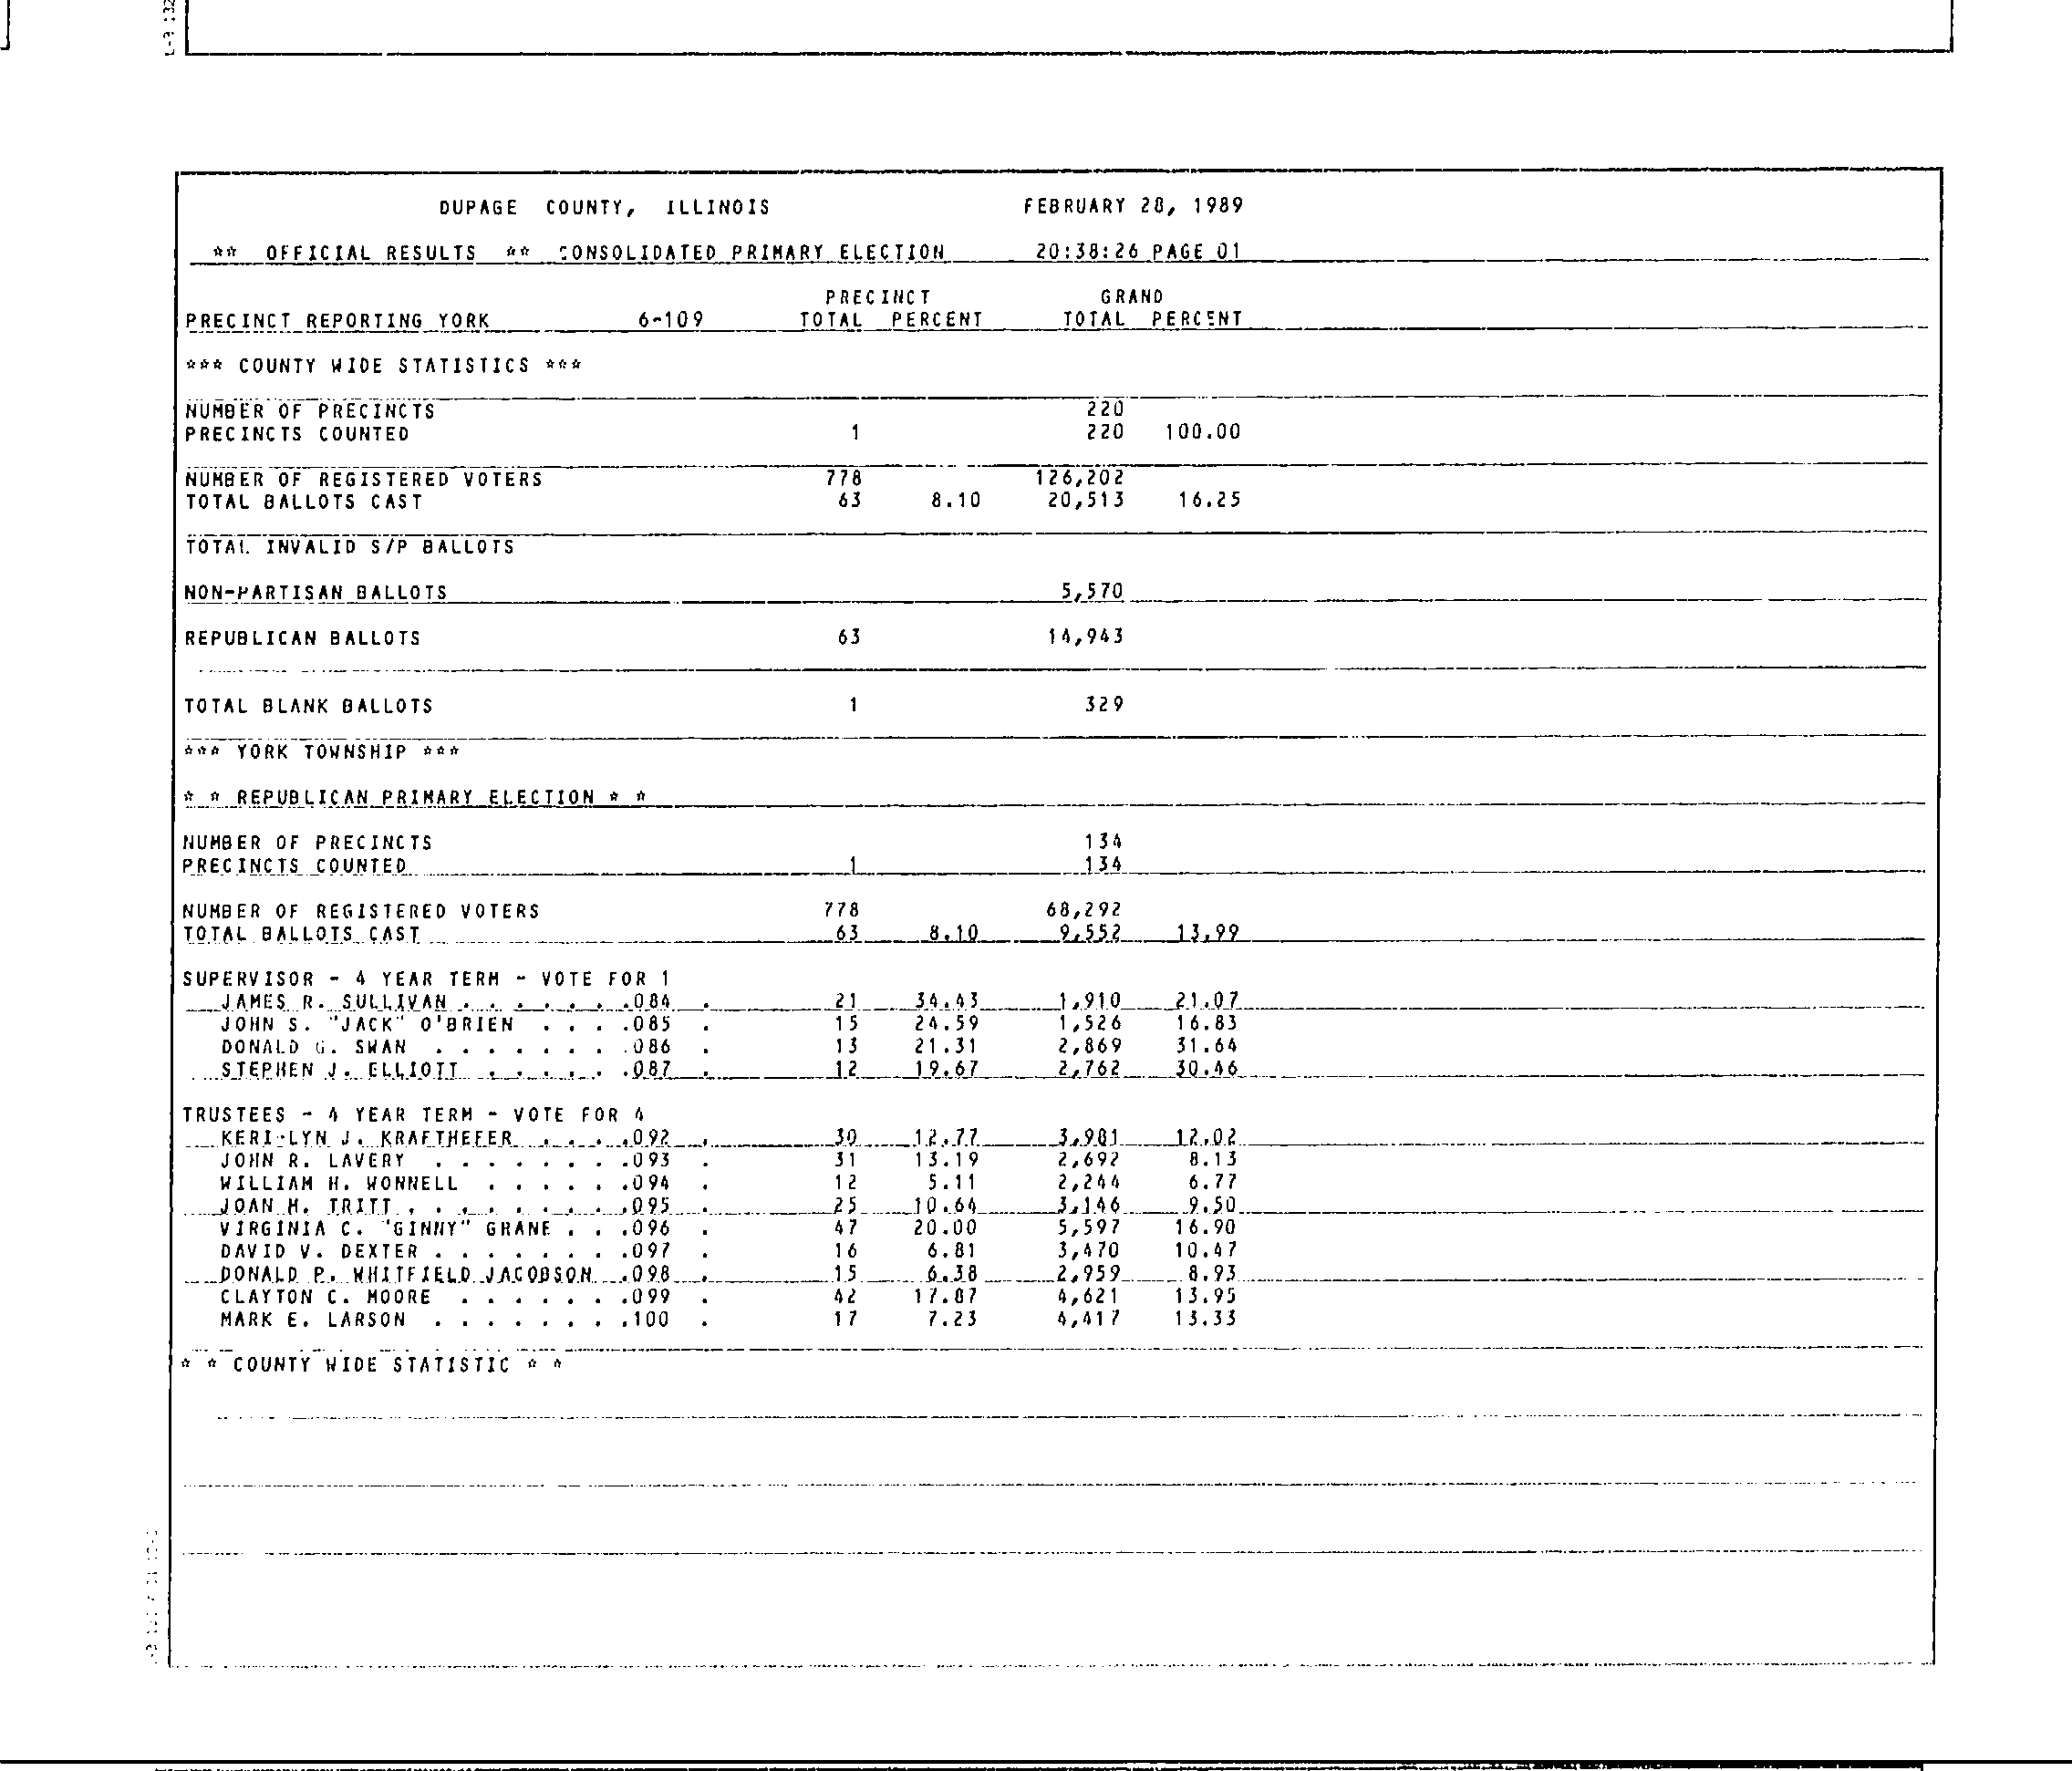 DUPAGE COUNTY, ILLINOIS FEBRUARY 28, 1989
** OFFICIAL RESULTS ** CONSOLIDATED PRIMARY ELECTION 20:38:26 PAGE 01
PRECINCT GRAND
PRECINCT REPORTING YORK 6-109 TOTAL PERCENT TOTAL PERCENT
*** COUNTY WIDE STATISTICS ***
NUMBER OF PRECINCTS 220
PRECINCTS COUNTED 1 220 100.00
NUMBER OF REGISTERED VOTERS 778 126,202
TOTAL BALLOTS CAST 63 8.10 20,513 16.25
TOTAL INVALID S/P BALLOTS
NON-PARTISAN BALLOTS 5,570
REPUBLICAN BALLOTS 63 14,943
TOTAL BLANK BALLOTS 1 329
*** YORK TOWNSHIP ***
* * REPUBLICAN PRIMARY ELECTION * *
NUMBER OF PRECINCTS 134
PRECINCTS COUNTED 1 134
NUMBER OF REGISTERED VOTERS 778 68,292
TOTAL BALLOTS CAST 63 8.10 9,552 13.99
SUPERVISOR - 4 YEAR TERM - VOTE FOR 1
JAMES R. SULLIVAN . . . . . . .084 . 21 34.43 1,910 21.07
JOHN S. "JACK" O'BRIEN . . . .085 . 15 24.59 1,526 16.83
DONALD G. SWAN . . . . . . . .086 . 13 21.31 2,869 31.64
STEPHEN J. ELLIOTT . . . . . .087 . 12 19.67 2,762 30.46
TRUSTEES - 4 YEAR TERM - VOTE FOR 4
KERI-LYN J. KRAFTHEFER . . . .092 . 30 12.77 3,981 12.02
JOHN R. LAVERY . . . . . . . .093 . 31 13.19 2,692 8.13
WILLIAM H. WONNELL . . . . . .094 . 12 5.11 2,244 6.77
JOAN M. TRITT . . . . . . . . .095 . 25 10.64 3,146 9.50
VIRGINIA C. "GINNY" GRANE . . .096 . 47 20.00 5,597 16.90
DAVID V. DEXTER . . . . . . . .097 . 16 6.81 3,470 10.47
DONALD P. WHITFIELD JACOBSON .098 . 15 6.38 2,959 8.93
CLAYTON C. MOORE . . . . . . .099 . 42 17.87 4,621 13.95
MARK E. LARSON . . . . . . . .100 . 17 7.23 4,417 13.33
* * COUNTY WIDE STATISTIC * *